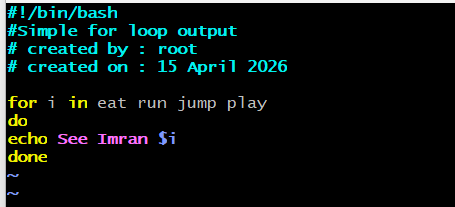 #!/bin/bash
#Simple for loop output
# created by : root
# created on : 15 April 2026

for i in eat run jump play
do
echo See Imran $i
done
~
~